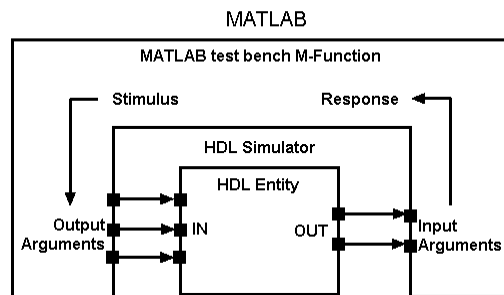 MATLAB
MATLAB test bench M-Function
Stimulus
Response
HDL Simulator
HDL Entity
Output
Arguments
IN
OUT
Input
Arguments